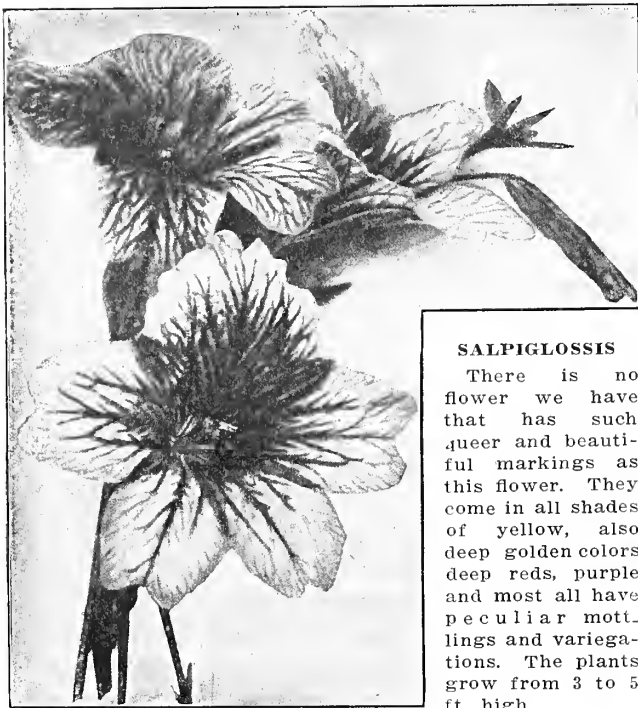 SALPIGLOSSIS
There is no
flower we have
that has such
queer and beauti-
ful markings as
this flower. They
come in all shades
of yellow, also
deep golden colors
deep reds, purple
and most all have
peculiar mott-
lings and variega-
tions. The plants
grow from 3 to 5
ft. high